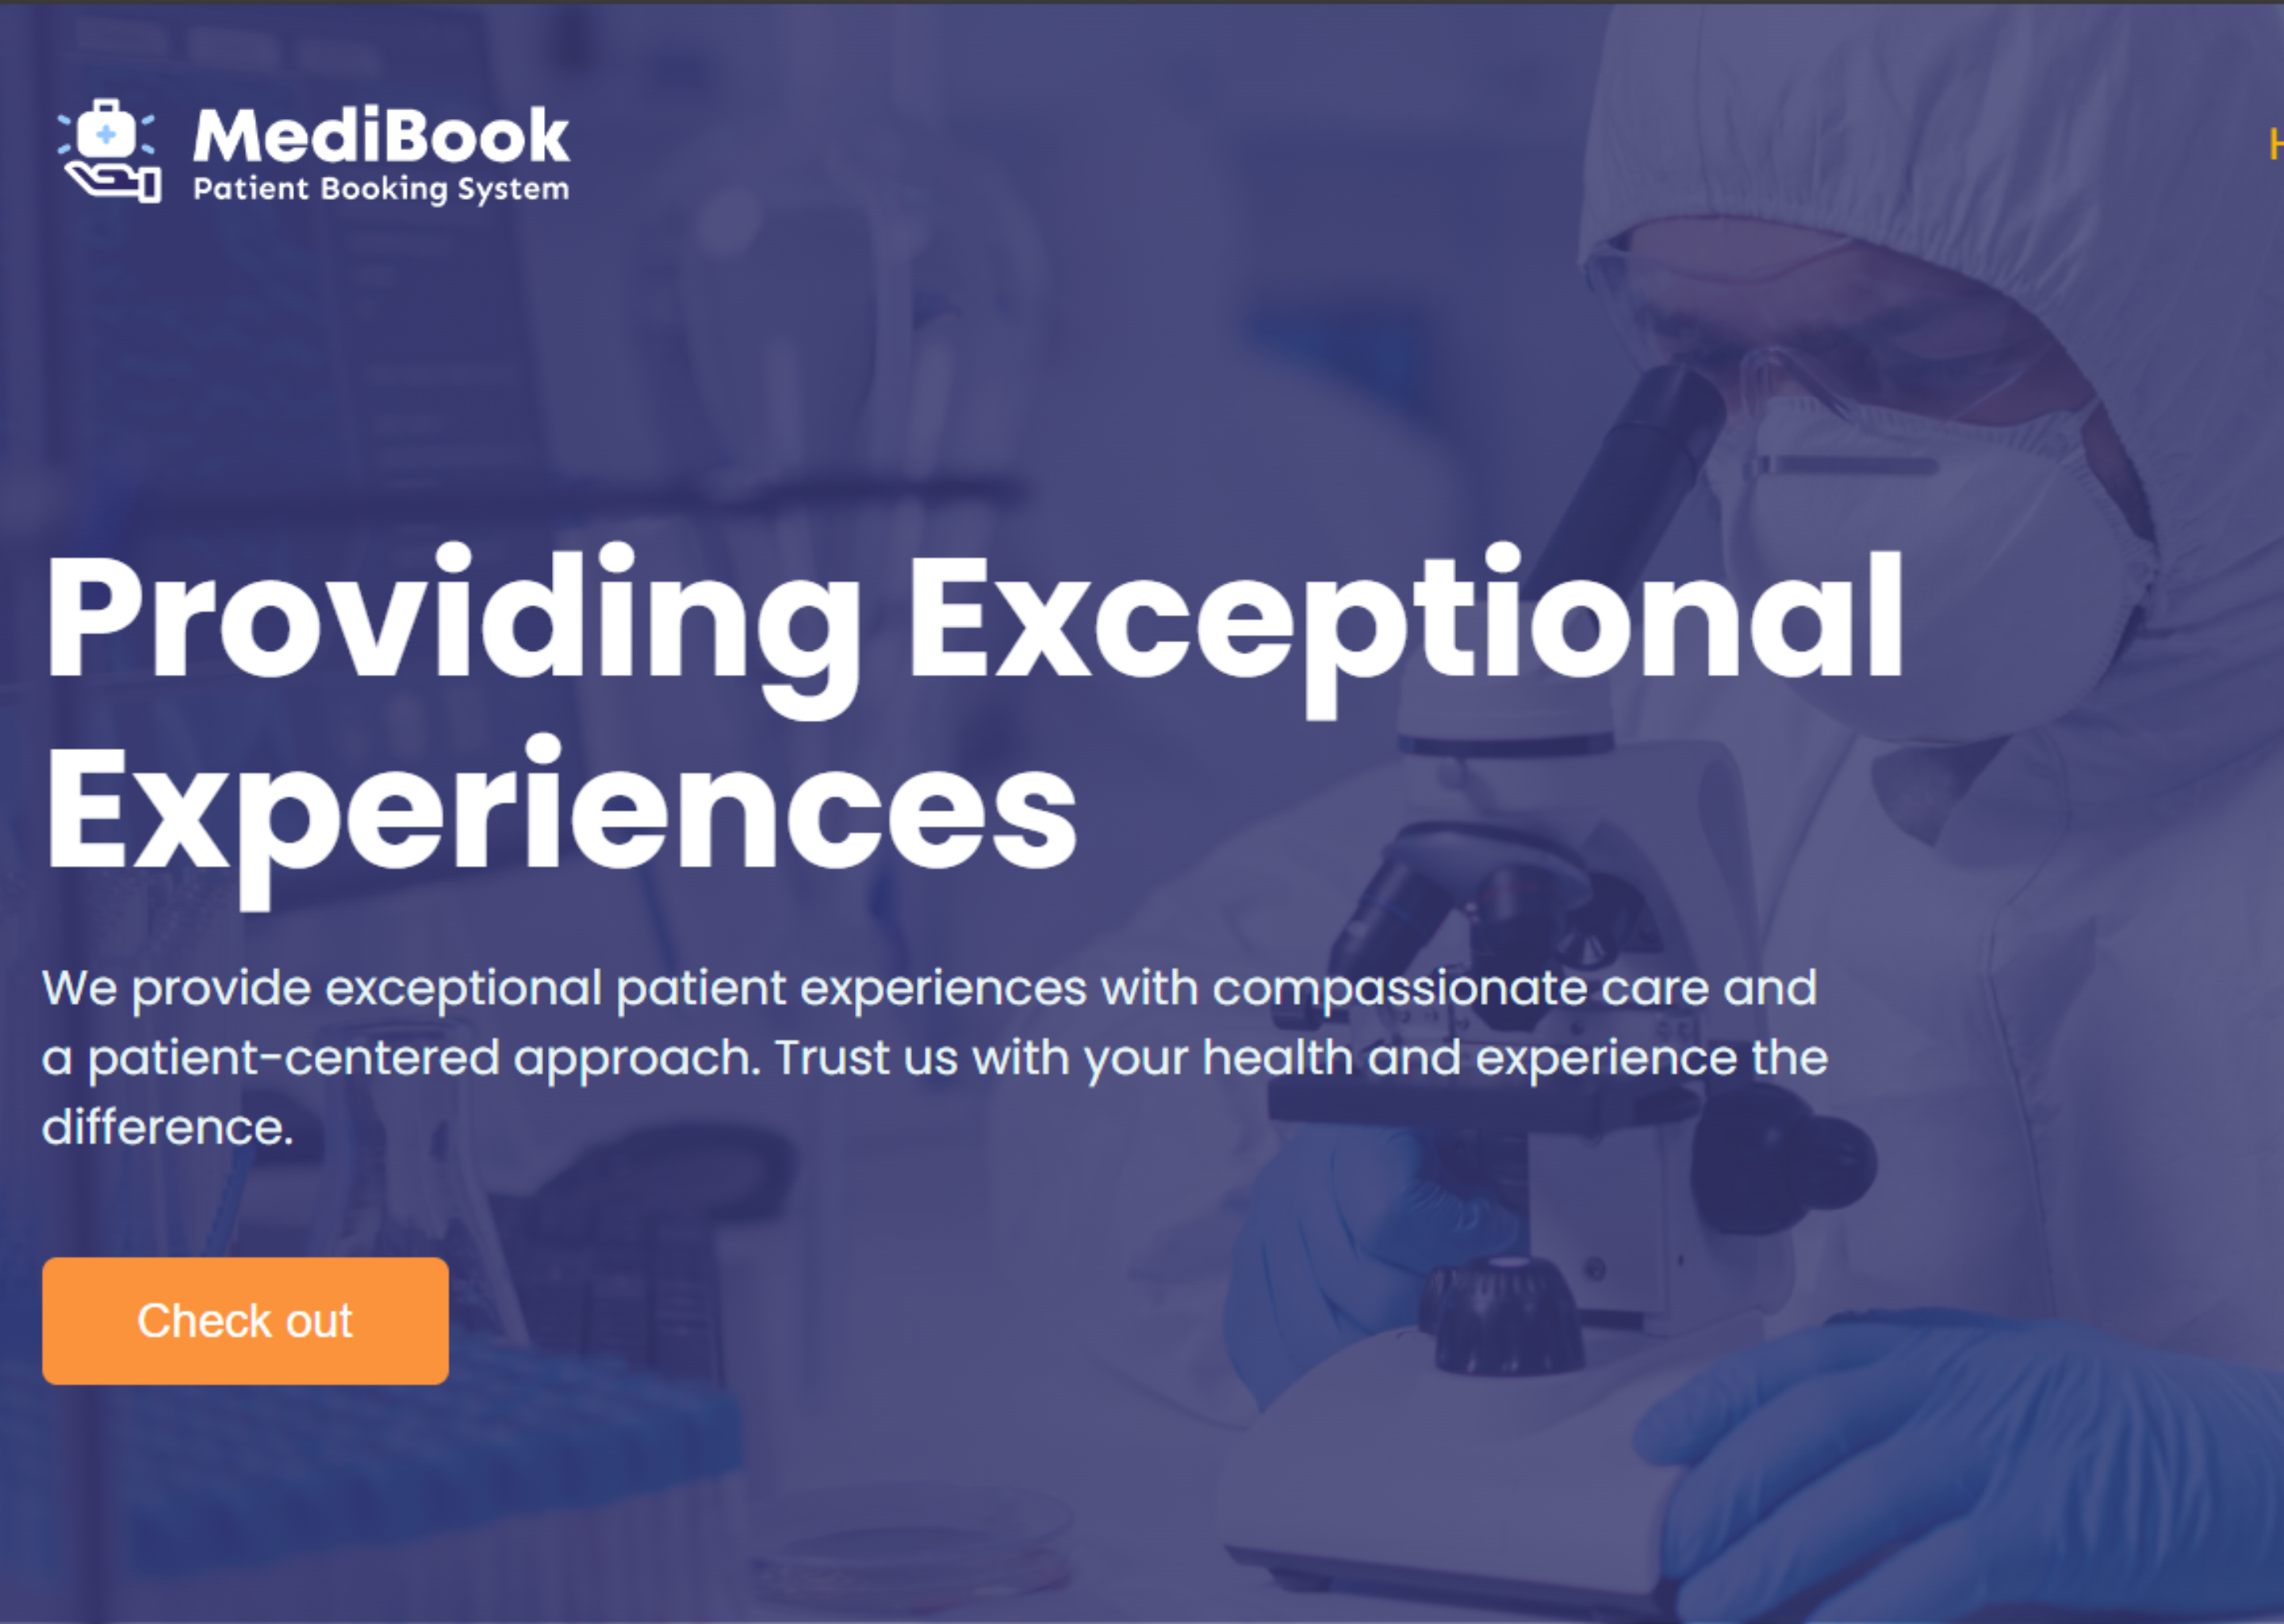 MediBook
Patient Booking System
Providing Exceptional
Experiences
We provide exceptional patient experiences with compassionate care and
a patient-centered approach. Trust us with your health and experience the
difference.
Check out